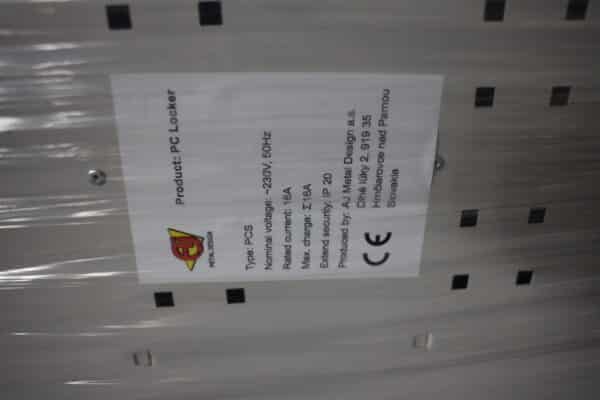 Product: PC Locker
METAL DESIGN
Type: PCS
Nominal voltage: ~230V, 50Hz
Rated current: 16A
Max. charge: Σ16A
Extend security: IP 20
Produced by: AJ Metal Design a.s.
Dlhé lúky 2, 919 35
Hrnčiarovce nad Parnou
Slovakia
CE